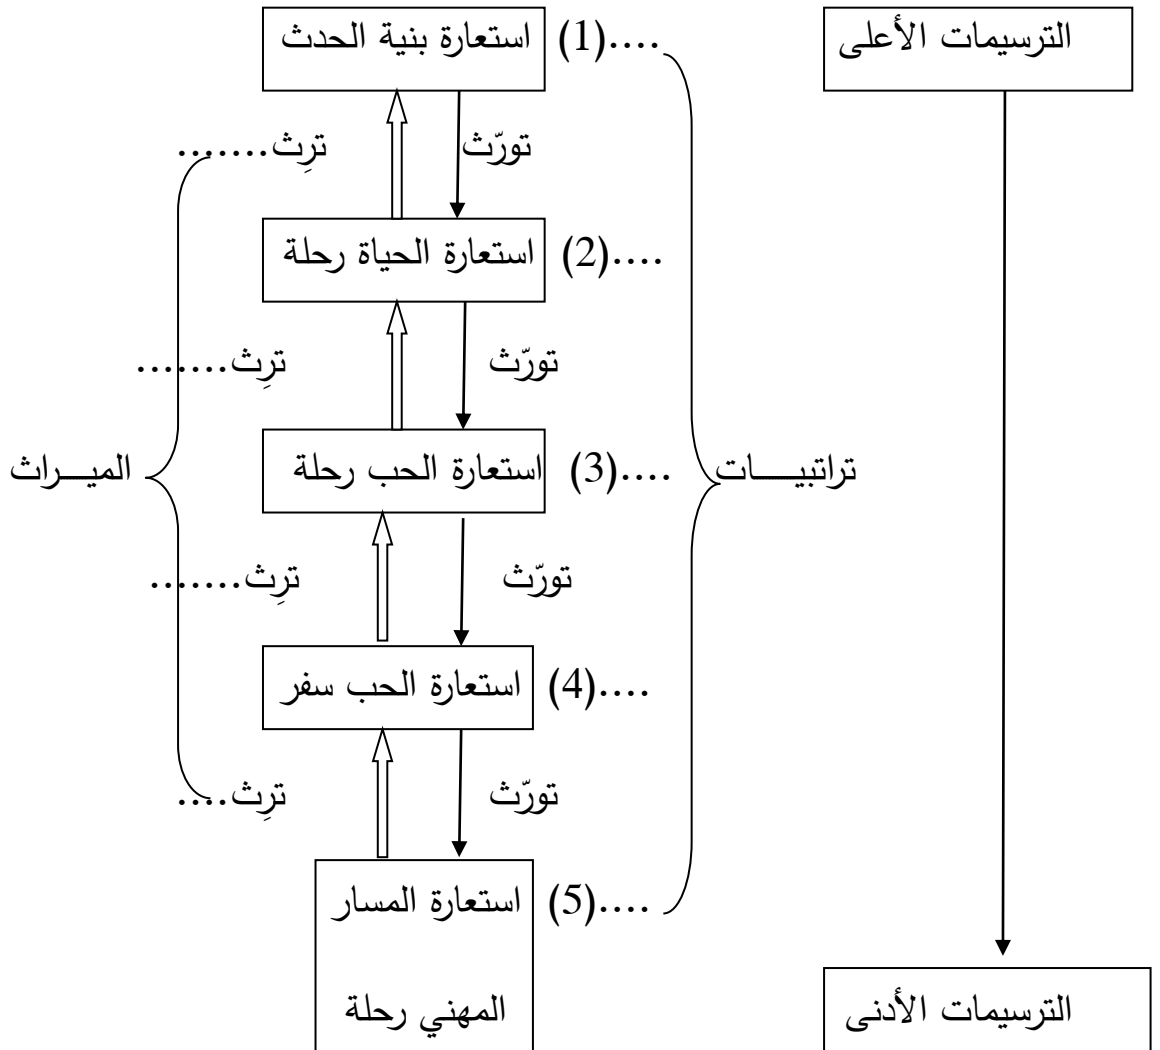 استعارة بنية الحدث (1)....
الترسيمات الأعلى
تورّث
ترِث.......
استعارة الحياة رحلة (2)....
تورّث
ترِث.......
تراتبيـــات
استعارة الحب رحلة (3)....
الميـراث
تورّث
ترِث.......
استعارة الحب سفر (4)....
تورّث
ترِث....
استعارة المسار (5)....
المهني رحلة
الترسيمات الأدنى